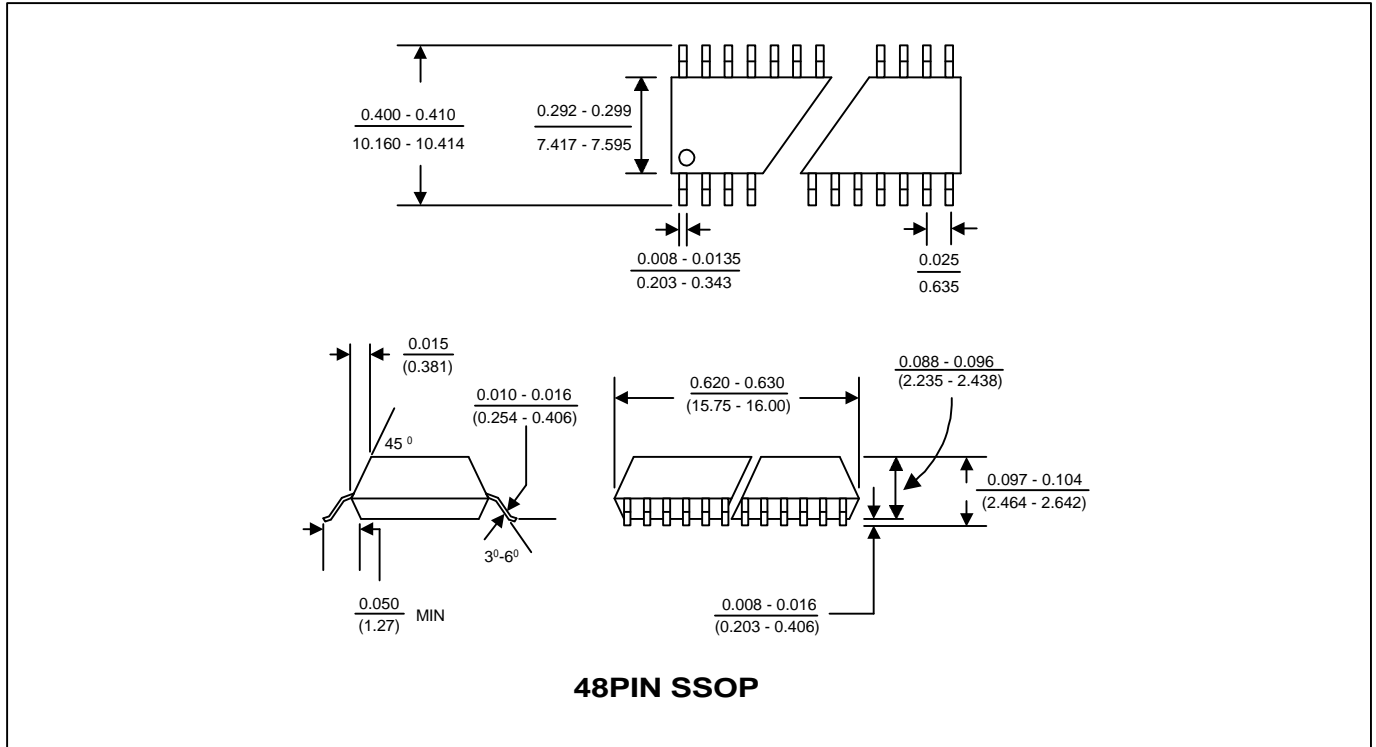 0.400 - 0.410
10.160 - 10.414
0.292 - 0.299
7.417 - 7.595
0.008 - 0.0135
0.203 - 0.343
0.025
0.635
0.015
(0.381)
45 ⁰
0.010 - 0.016
(0.254 - 0.406)
3⁰-6⁰
0.050
(1.27)
MIN
0.620 - 0.630
(15.75 - 16.00)
0.088 - 0.096
(2.235 - 2.438)
0.097 - 0.104
(2.464 - 2.642)
0.008 - 0.016
(0.203 - 0.406)
48PIN SSOP